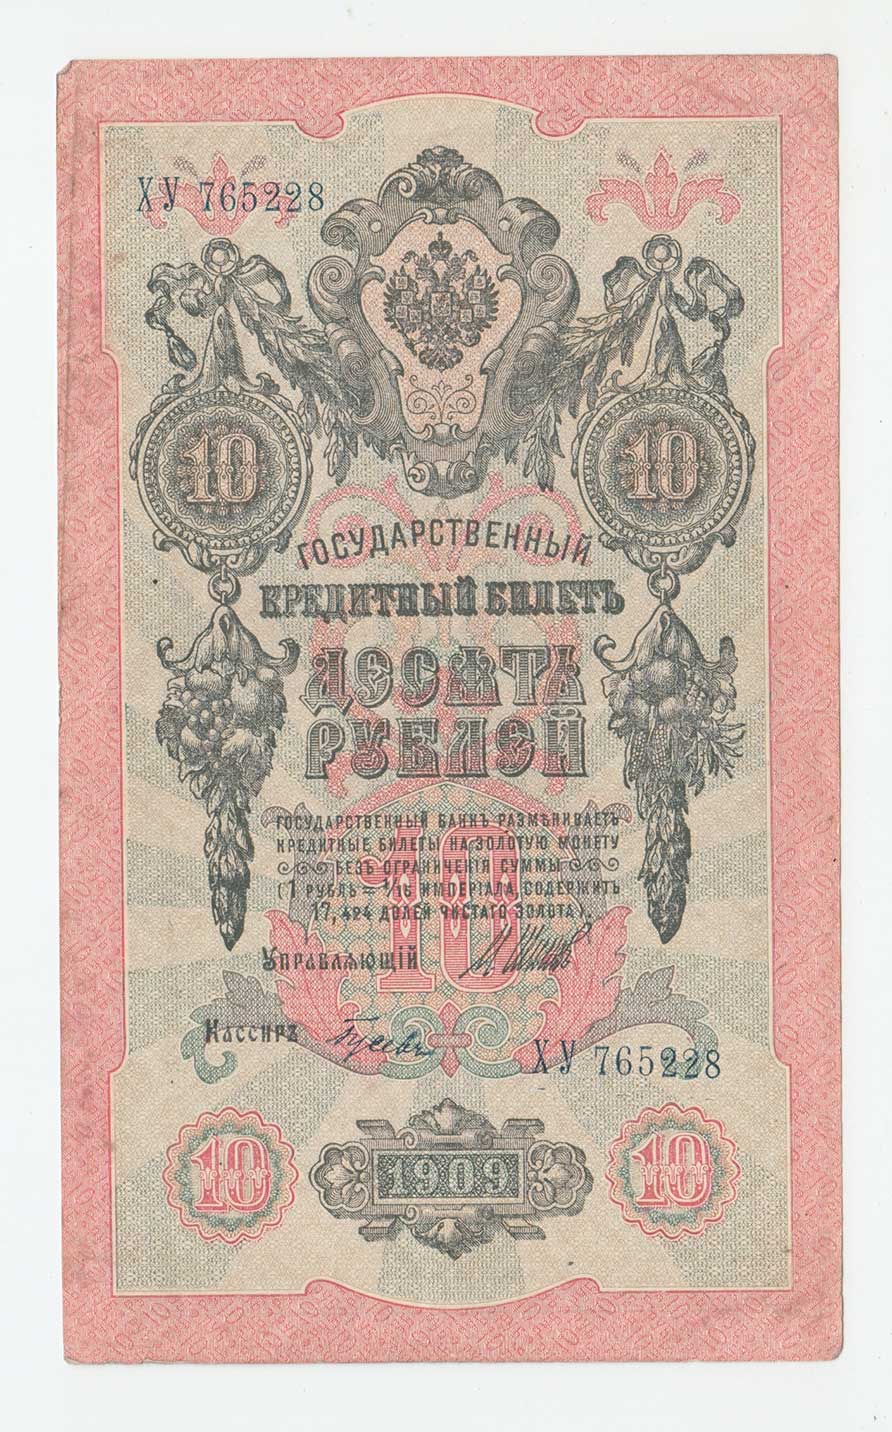 ХУ 765228
10
10
ГОСУДАРСТВЕННЫЙ
КРЕДИТНЫЙ БИЛЕТЪ
ДЕСЯТЬ
РУБЛЕЙ
ГОСУДАРСТВЕННЫЙ БАНКЪ РАЗМѢНИВАЕТЪ
КРЕДИТНЫЕ БИЛЕТЫ НА ЗОЛОТУЮ МОНЕТУ
БЕЗЪ ОГРАНИЧЕНІЯ СУММЫ
(1 РУБЛЬ = 1/15 ИМПЕРІАЛА, СОДЕРЖИТЪ
17,424 ДОЛЕЙ ЧИСТАГО ЗОЛОТА).
10
УПРАВЛЯЮЩІЙ
КАССИРЪ
ХУ 765228
10
1909
10